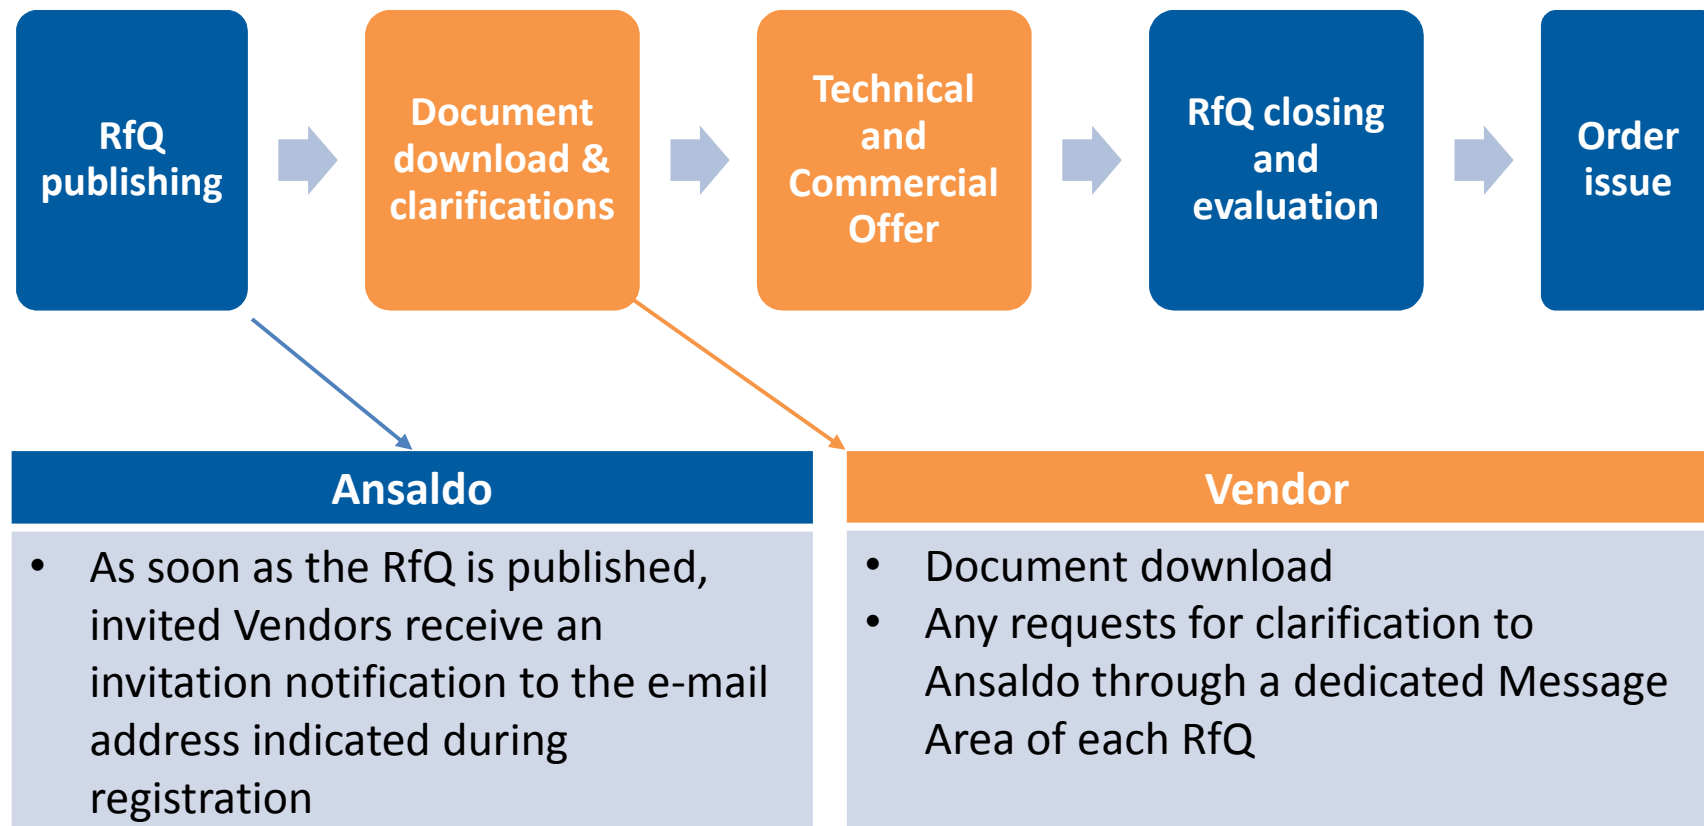 RfQ
publishing
Document
download &
clarifications
Technical
and
Commercial
Offer
RfQ closing
and
evaluation
Order
issue
Ansaldo
• As soon as the RfQ is published,
invited Vendors receive an
invitation notification to the e-mail
address indicated during
registration
Vendor
• Document download
• Any requests for clarification to
Ansaldo through a dedicated Message
Area of each RfQ